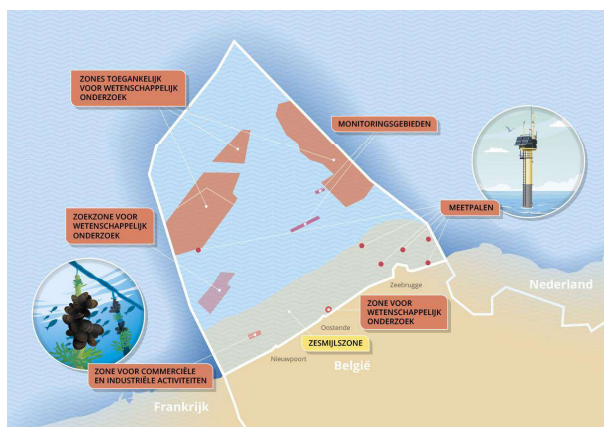 ZONES TOEGANKELIJK
VOOR WETENSCHAPPELIJK
ONDERZOEK
MONITORINGSGEBIEDEN
MEETPALEN
ZOEKZONE VOOR
WETENSCHAPPELIJK
ONDERZOEK
Nederland
Zeebrugge
ZONE VOOR
WETENSCHAPPELIJK
ONDERZOEK
Oostende
ZESMIJLSZONE
Nieuwpoort
België
ZONE VOOR COMMERCIËLE
EN INDUSTRIËLE ACTIVITEITEN
Frankrijk